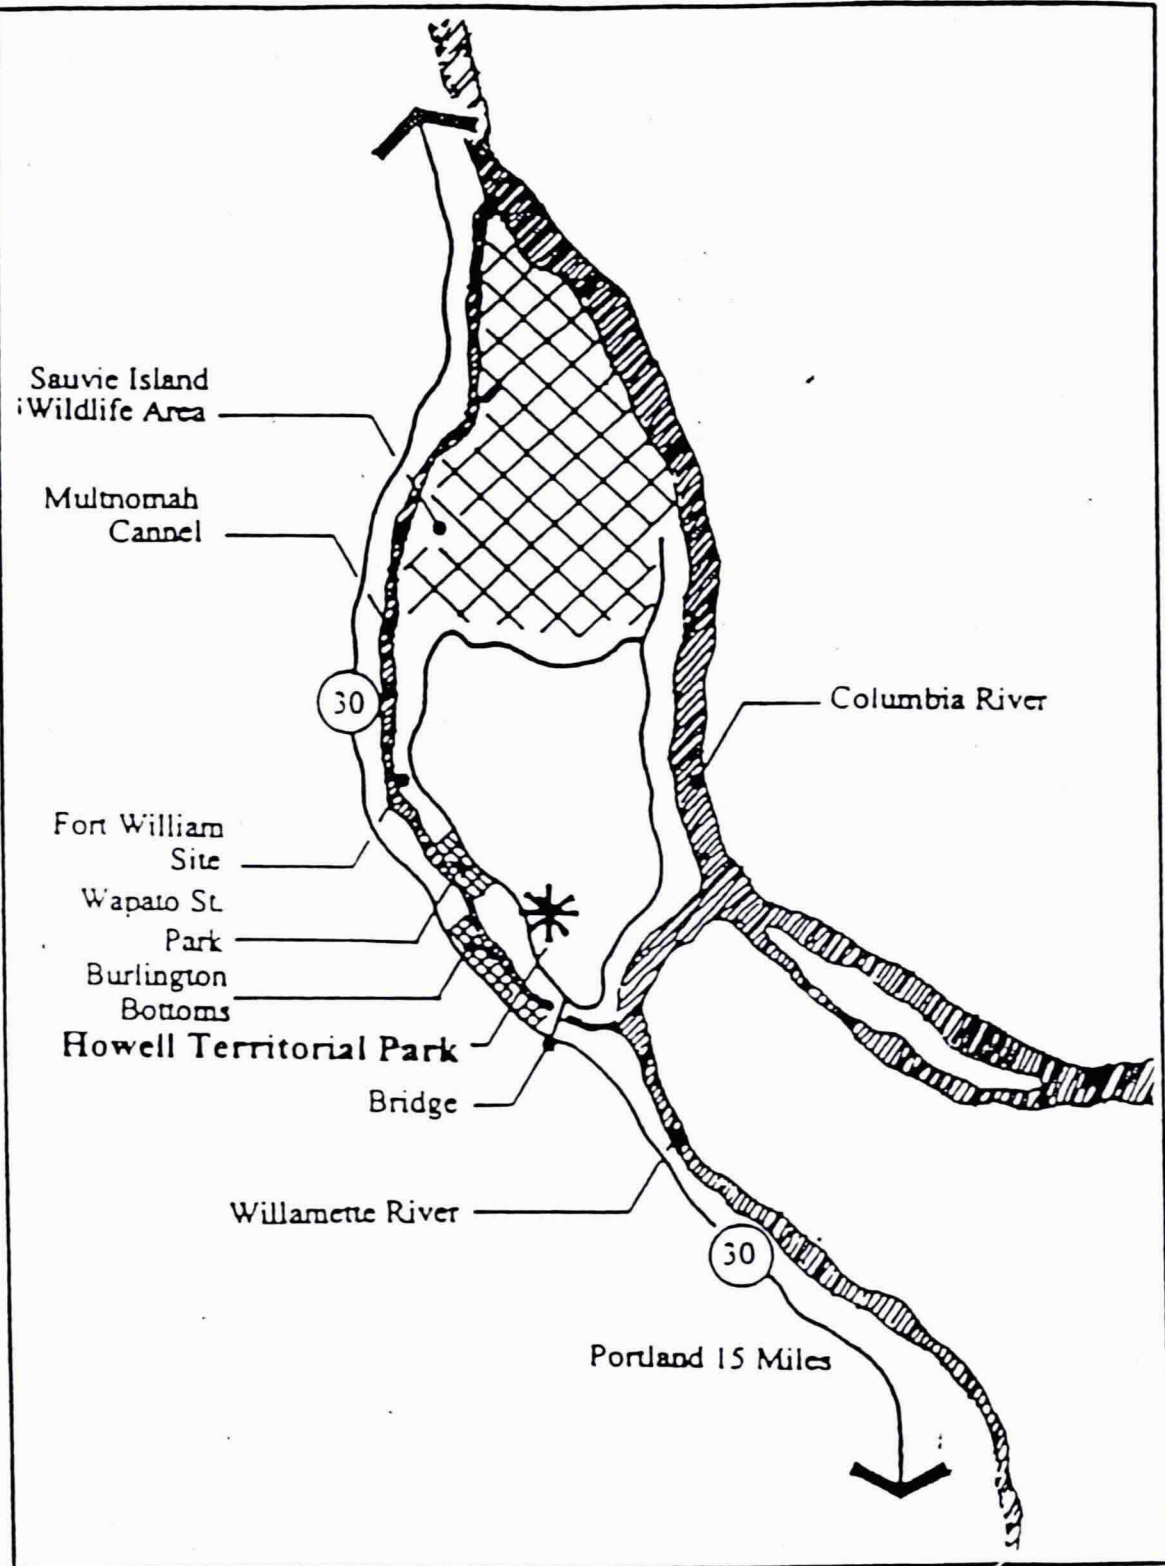 Sauvie Island
Wildlife Area
Multnomah
Cannel
30
Columbia River
Fort William
Site
Wapato St.
Park
Burlington
Bottoms
Howell Territorial Park
Bridge
Willamette River
30
Portland 15 Miles